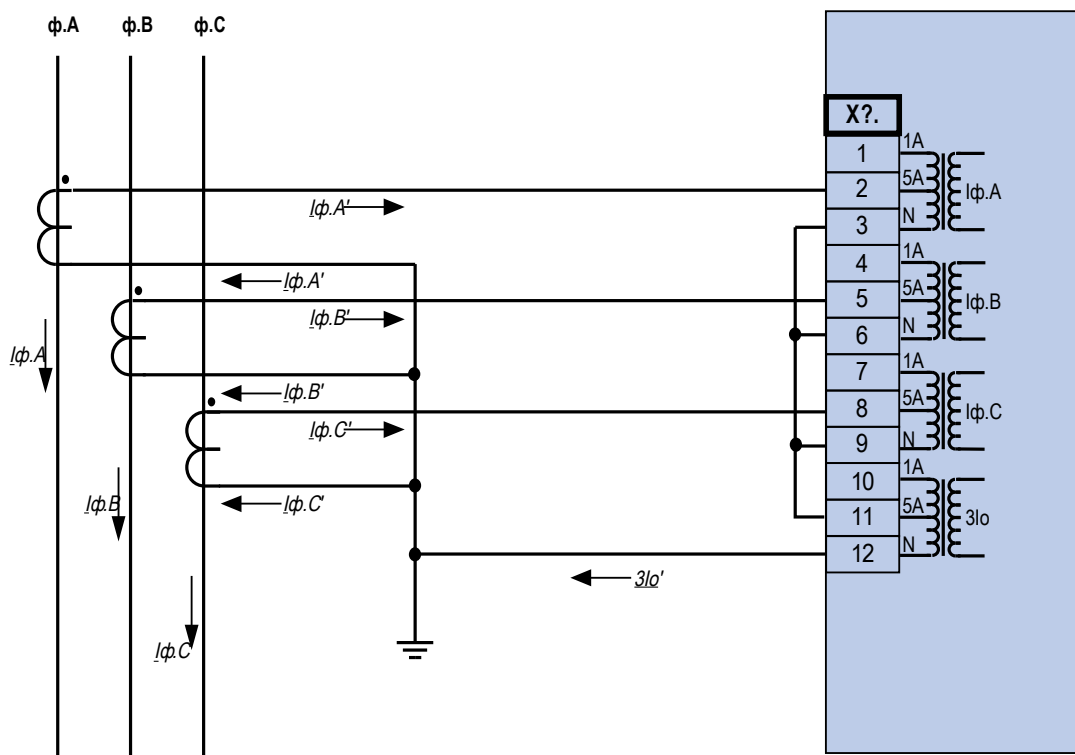 ф.А ф.В ф.С
X?.
1 1А
2 5А
3 N
Iф.А
4 1А
5 5А
6 N
Iф.В
7 1А
8 5А
9 N
Iф.С
10 1А
11 5А
12 N
3Io
Iф.А'
Iф.А'
Iф.В'
Iф.А
Iф.В'
Iф.С'
Iф.В
Iф.С'
3Io'
Iф.С